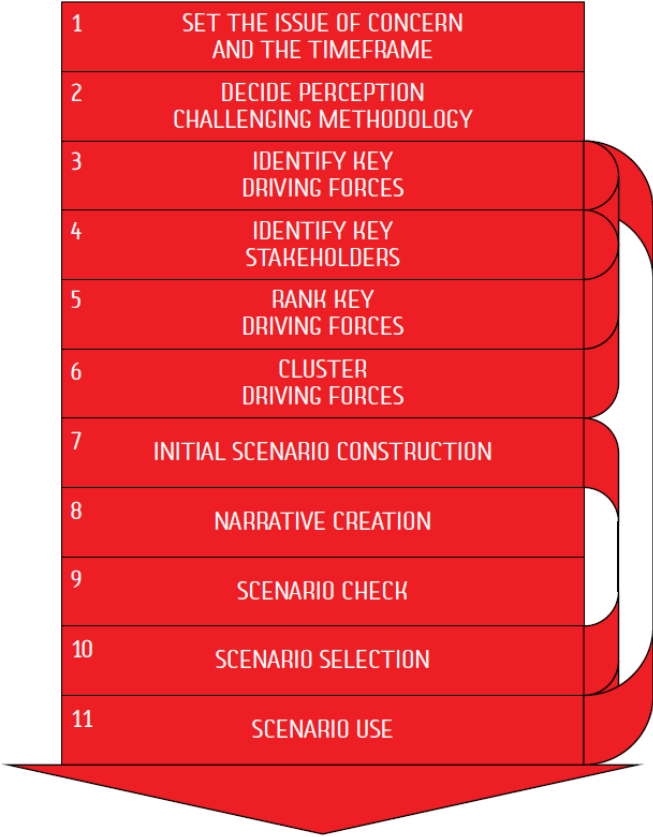 1
SET THE ISSUE OF CONCERN
AND THE TIMEFRAME
2
DECIDE PERCEPTION
CHALLENGING METHODOLOGY
3
IDENTIFY KEY
DRIVING FORCES
4
IDENTIFY KEY
STAKEHOLDERS
5
RANK KEY
DRIVING FORCES
6
CLUSTER
DRIVING FORCES
7
INITIAL SCENARIO CONSTRUCTION
8
NARRATIVE CREATION
9
SCENARIO CHECK
10
SCENARIO SELECTION
11
SCENARIO USE